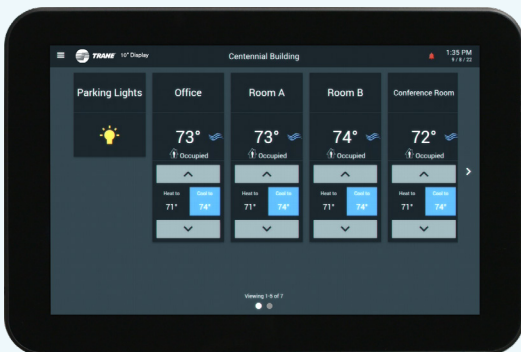 TRANE 10" Display
Centennial Building
1:35 PM
9 / 8 / 22
Parking Lights
Office
Room A
Room B
Conference Room
73°
73°
74°
72°
Occupied
Occupied
Occupied
Occupied
Heat to
Cool to
Heat to
Cool to
Heat to
Cool to
Heat to
Cool to
71°
74°
71°
74°
71°
74°
71°
74°
Viewing 1-5 of 7